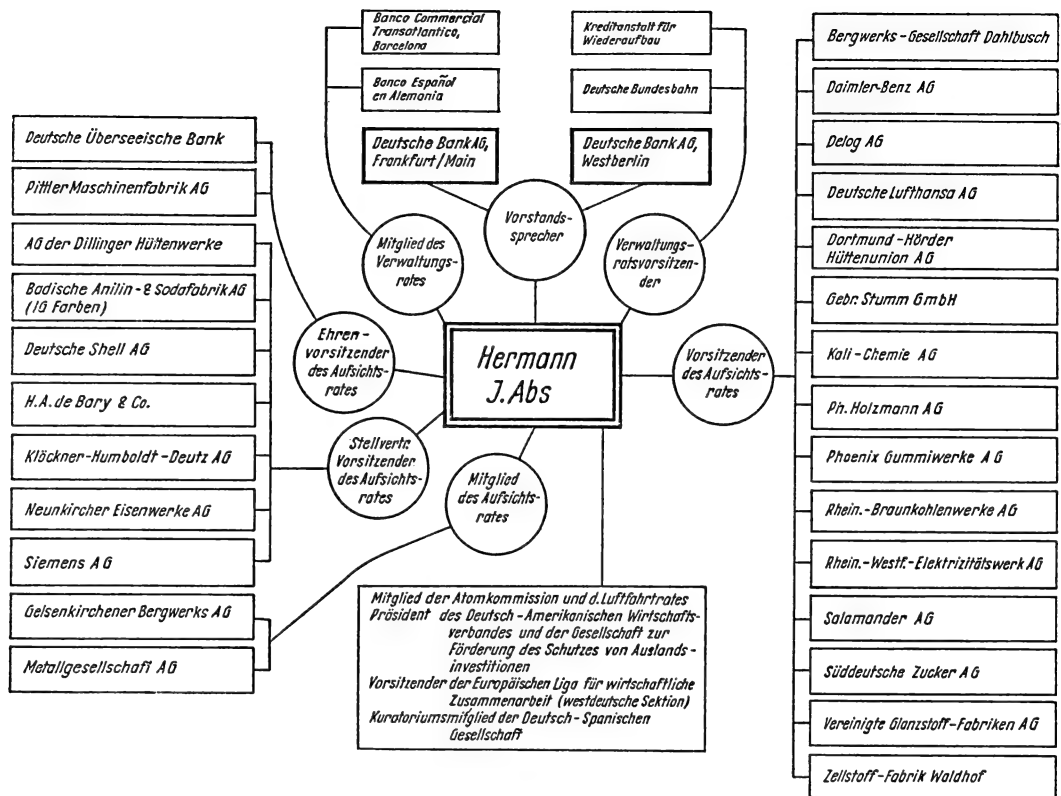 Banco Commercial
Transatlantico,
Barcelona
Banco Español
en Alemania
Deutsche Bank AG,
Frankfurt/Main
Kreditanstalt für
Wiederaufbau
Deutsche Bundesbahn
Deutsche Bank AG,
Westberlin
Deutsche Überseeische Bank
Pittler Maschinenfabrik AG
AG der Dillinger Hüttenwerke
Badische Anilin- & Sodafabrik AG
(IG Farben)
Deutsche Shell AG
H.A. de Bary & Co.
Klöckner-Humboldt-Deutz AG
Neunkircher Eisenwerke AG
Siemens AG
Gelsenkirchener Bergwerks AG
Metallgesellschaft AG
Mitglied des
Verwaltungs-
rates
Vorstands-
sprecher
Verwaltungs-
ratsvorsitzen-
der
Ehren-
vorsitzender
des Aufsichts-
rates
Hermann
J. Abs
Vorsitzender
des Aufsichts-
rates
Stellvertr.
Vorsitzender
des Aufsichts-
rates
Mitglied
des Aufsichts-
rates
Mitglied der Atomkommission und d. Luftfahrtrates
Präsident des Deutsch-Amerikanischen Wirtschafts-
verbandes und der Gesellschaft zur
Förderung des Schutzes von Auslands-
investitionen
Vorsitzender der Europäischen Liga für wirtschaftliche
Zusammenarbeit (westdeutsche Sektion)
Kuratoriumsmitglied der Deutsch-Spanischen
Gesellschaft
Bergwerks-Gesellschaft Dahlbusch
Daimler-Benz AG
Delog AG
Deutsche Lufthansa AG
Dortmund-Hörder
Hüttenunion AG
Gebr. Stumm GmbH
Kali-Chemie AG
Ph. Holzmann AG
Phoenix Gummiwerke AG
Rhein.-Braunkohlenwerke AG
Rhein.-Westf.-Elektrizitätswerk AG
Salamander AG
Süddeutsche Zucker AG
Vereinigte Glanzstoff-Fabriken AG
Zellstoff-Fabrik Waldhof